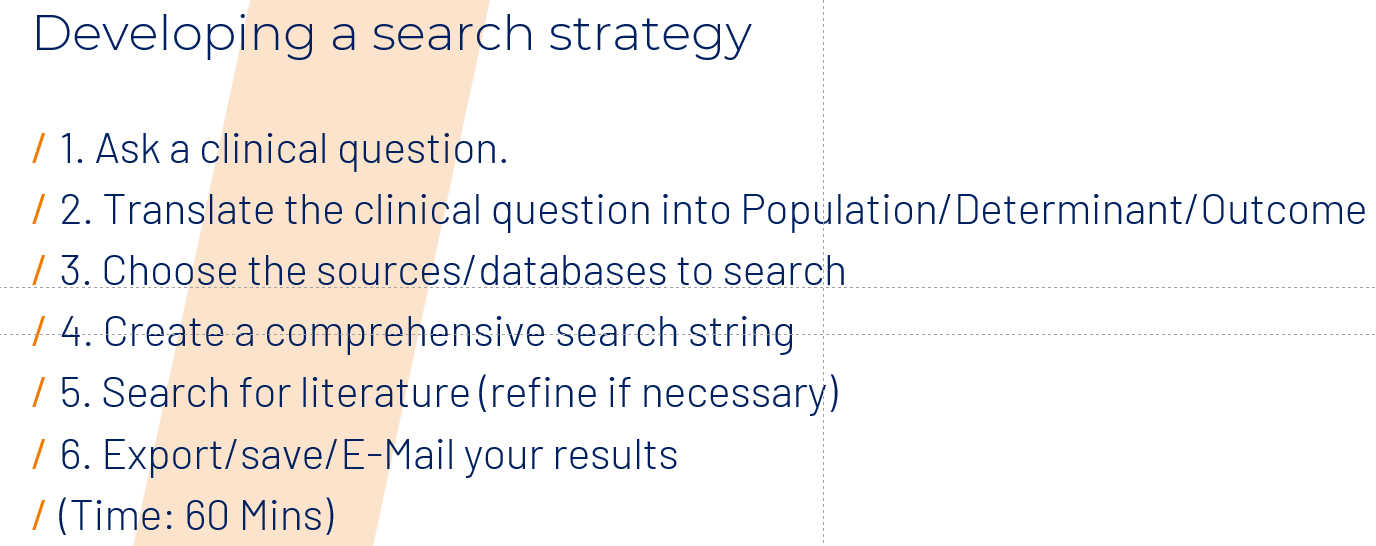 Developing a search strategy
/ 1. Ask a clinical question.
/ 2. Translate the clinical question into Population/Determinant/Outcome
/ 3. Choose the sources/databases to search
/ 4. Create a comprehensive search string
/ 5. Search for literature (refine if necessary)
/ 6. Export/save/E-Mail your results
/ (Time: 60 Mins)